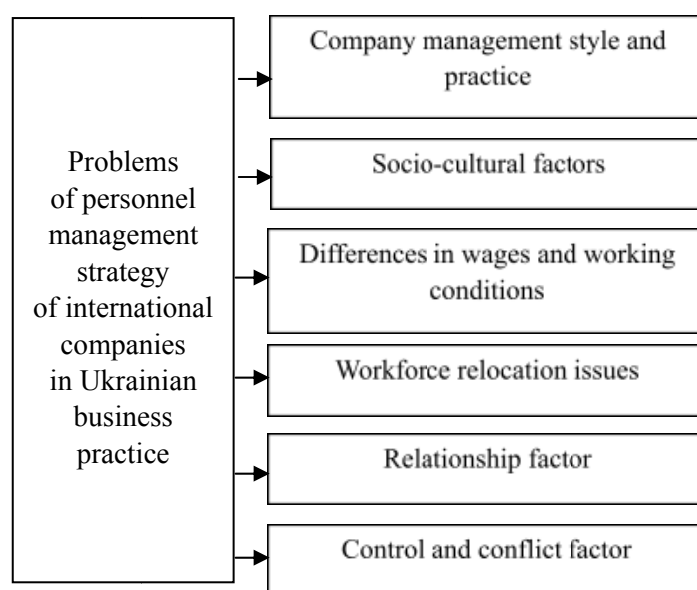 Problems
of personnel
management
strategy
of international
companies
in Ukrainian
business
practice
Company management style and
practice
Socio-cultural factors
Differences in wages and working
conditions
Workforce relocation issues
Relationship factor
Control and conflict factor